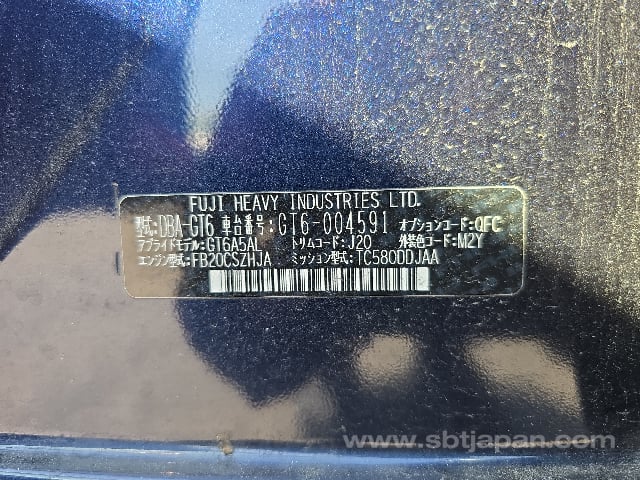 FUJI HEAVY INDUSTRIES LTD.
型式:DBA-GT6 車台番号:GT6-004591 オプションコード:QFC
アプライドモデル:GT6A5AL トリムコード:J20 外装色コード:M2Y
エンジン型式:FB20CSZHJA ミッション型式:TC580DDJAA
www.sbtjapan.com